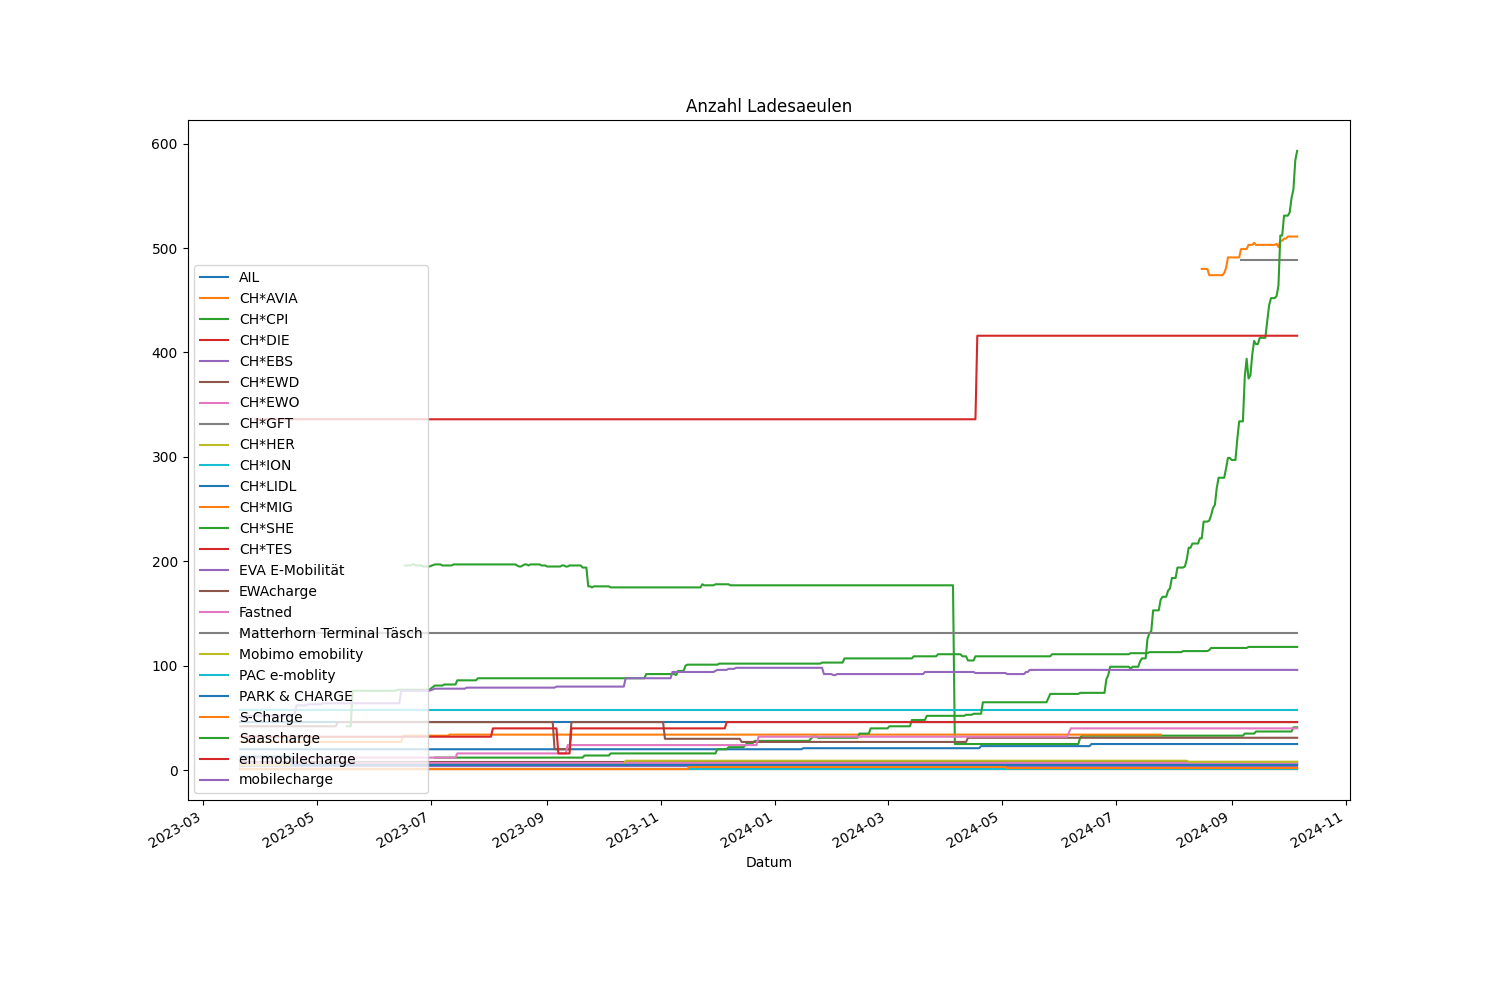 Anzahl Ladesaeulen
600
500
400
300
200
100
0
AIL
CH*AVIA
CH*CPI
CH*DIE
CH*EBS
CH*EWD
CH*EWO
CH*GFT
CH*HER
CH*ION
CH*LIDL
CH*MIG
CH*SHE
CH*TES
EVA E-Mobilität
EWAcharge
Fastned
Matterhorn Terminal Täsch
Mobimo emobility
PAC e-moblity
PARK & CHARGE
S-Charge
Saascharge
en mobilecharge
mobilecharge
2023-03
2023-05
2023-07
2023-09
2023-11
2024-01
2024-03
2024-05
2024-07
2024-09
2024-11
Datum